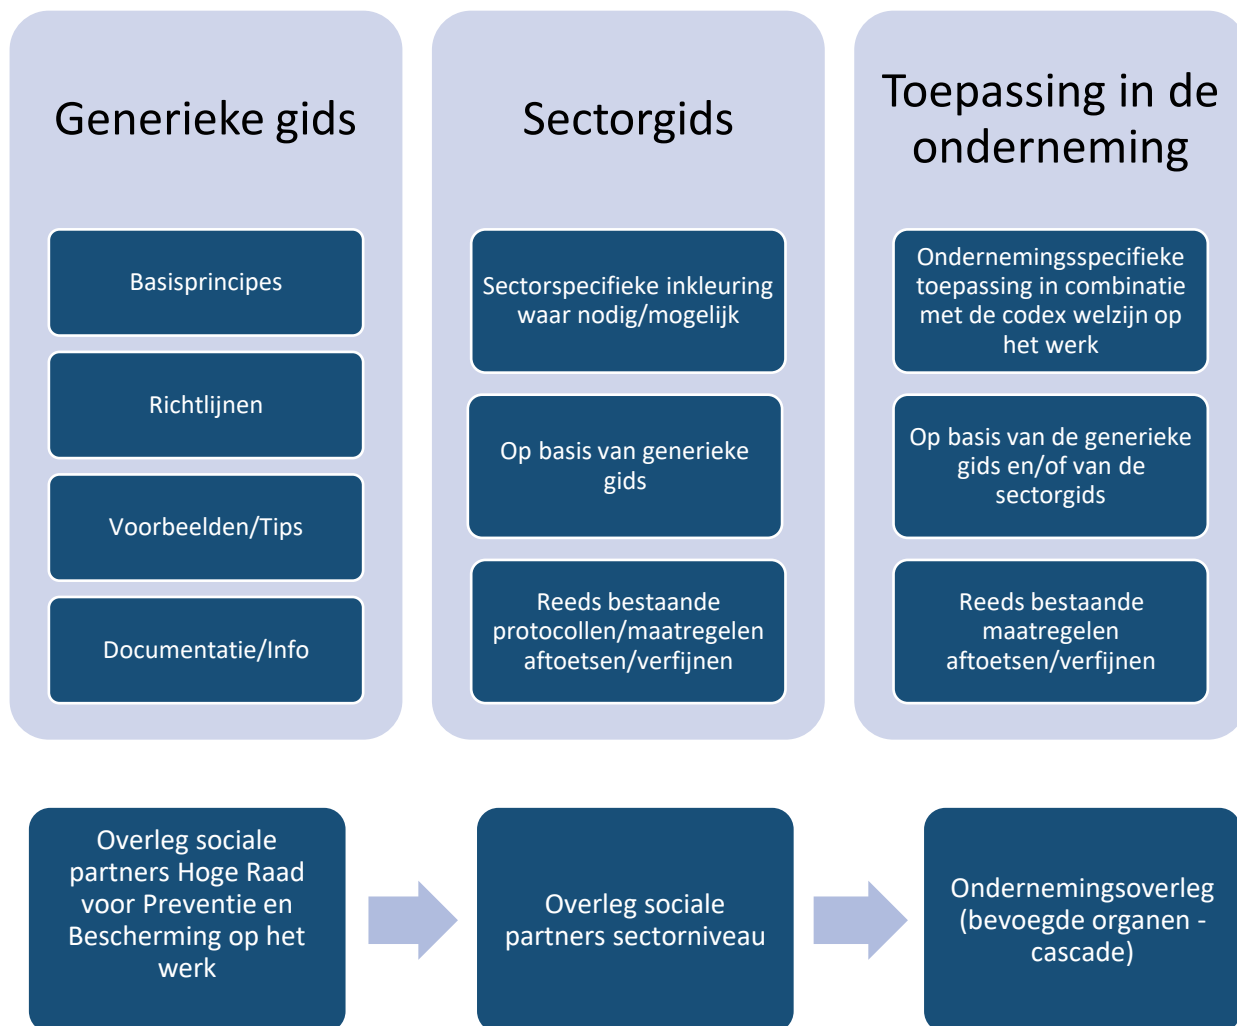 Generieke gids
Basisprincipes
Richtlijnen
Voorbeelden/Tips
Documentatie/Info
Sectorgids
Sectorspecifieke inkleuring
waar nodig/mogelijk
Op basis van generieke
gids
Reeds bestaande
protocollen/maatregelen
aftoetsen/verfijnen
Toepassing in de
onderneming
Ondernemingsspecifieke
toepassing in combinatie
met de codex welzijn op
het werk
Op basis van de generieke
gids en/of van de
sectorgids
Reeds bestaande
maatregelen
aftoetsen/verfijnen
Overleg sociale
partners Hoge Raad
voor Preventie en
Bescherming op het
werk
Overleg sociale
partners sectorniveau
Ondernemingsoverleg
(bevoegde organen -
cascade)